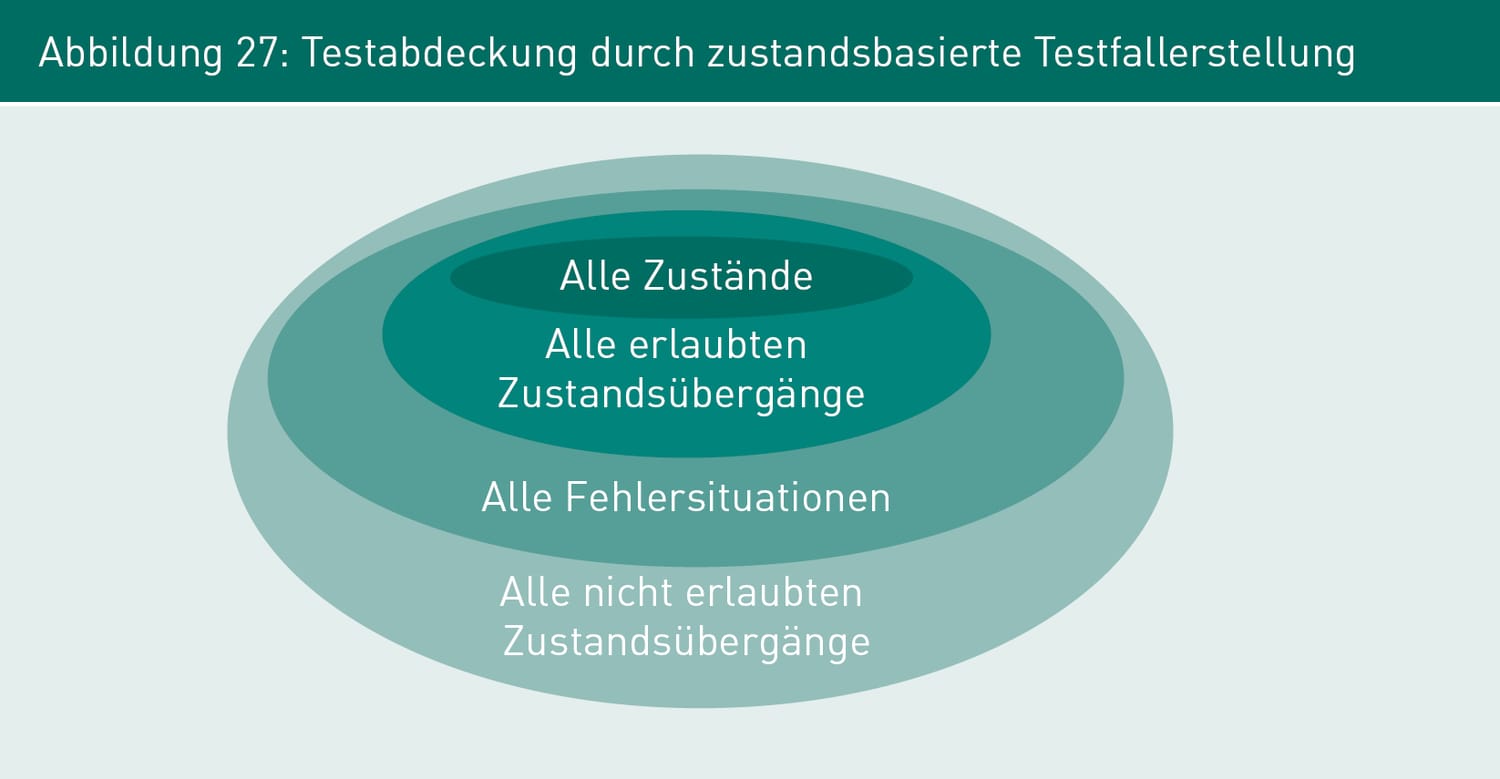 Abbildung 27: Testabdeckung durch zustandsbasierte Testfallerstellung
Alle Zustände
Alle erlaubten
Zustandsübergänge
Alle Fehlersituationen
Alle nicht erlaubten
Zustandsübergänge